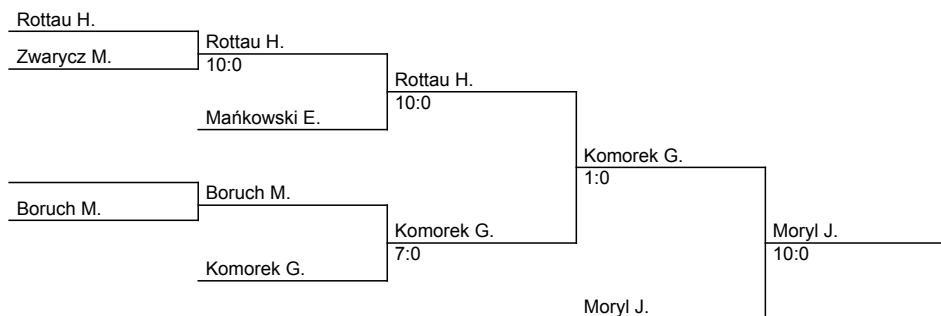 Rottau H.
Zwarycz M.
Rottau H.
10:0
Mańkowski E.
Rottau H.
10:0
Boruch M.
Boruch M.
Komorek G.
Komorek G.
7:0
Komorek G.
1:0
Moryl J.
Moryl J.
10:0